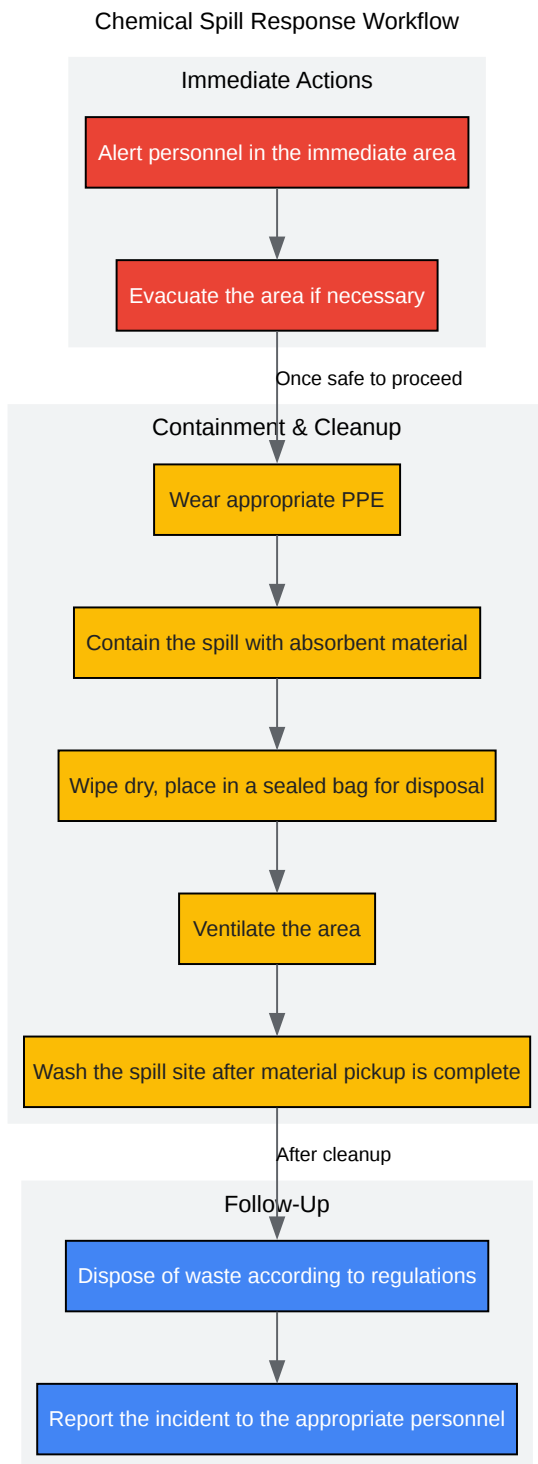 Chemical Spill Response Workflow
Immediate Actions
Alert personnel in the immediate area
Evacuate the area if necessary
Once safe to proceed
Containment & Cleanup
Wear appropriate PPE
Contain the spill with absorbent material
Wipe dry, place in a sealed bag for disposal
Ventilate the area
Wash the spill site after material pickup is complete
After cleanup
Follow-Up
Dispose of waste according to regulations
Report the incident to the appropriate personnel